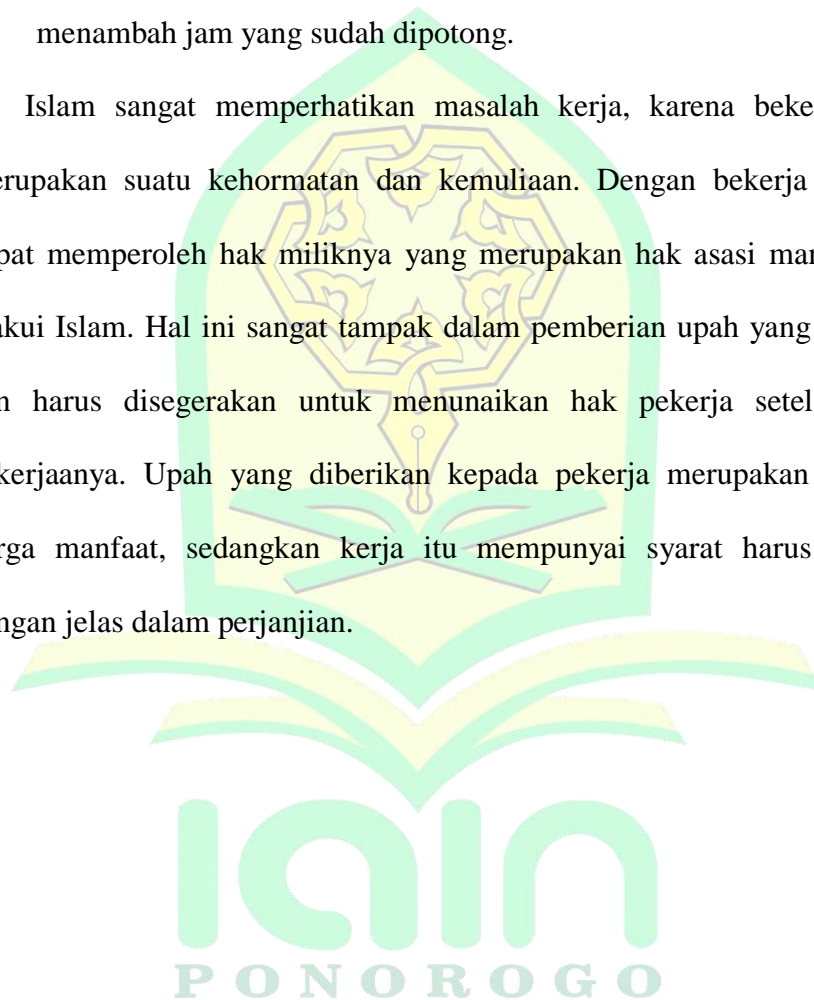 menambah jam yang sudah dipotong.
Islam sangat memperhatikan masalah kerja, karena beke
erupakan suatu kehormatan dan kemuliaan. Dengan bekerja
pat memperoleh hak miliknya yang merupakan hak asasi mar
akui Islam. Hal ini sangat tampak dalam pemberian upah yang
n harus disegerakan untuk menunaikan hak pekerja setel
kerjaanya. Upah yang diberikan kepada pekerja merupakan
rga manfaat, sedangkan kerja itu mempunyai syarat harus
ngan jelas dalam perjanjian.
iain
PONOROGO